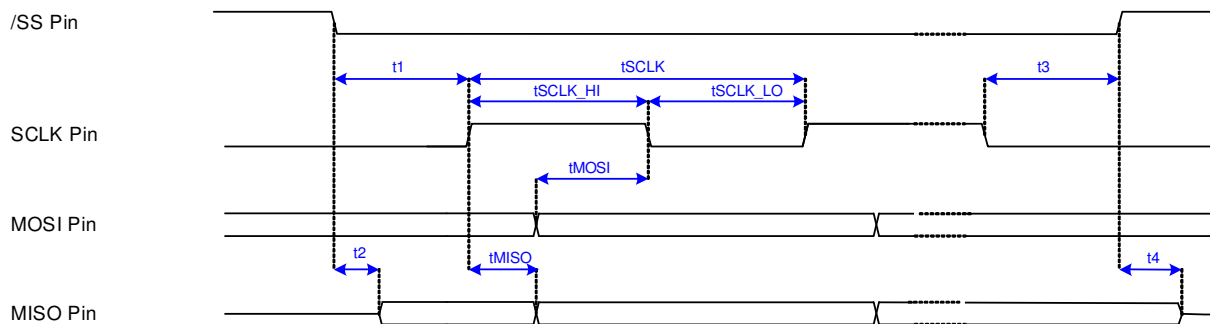 /SS Pin
t1
tSCLK
t3
tSCLK_HI
tSCLK_LO
SCLK Pin
tMOSI
MOSI Pin
t2
tMISO
t4
MISO Pin